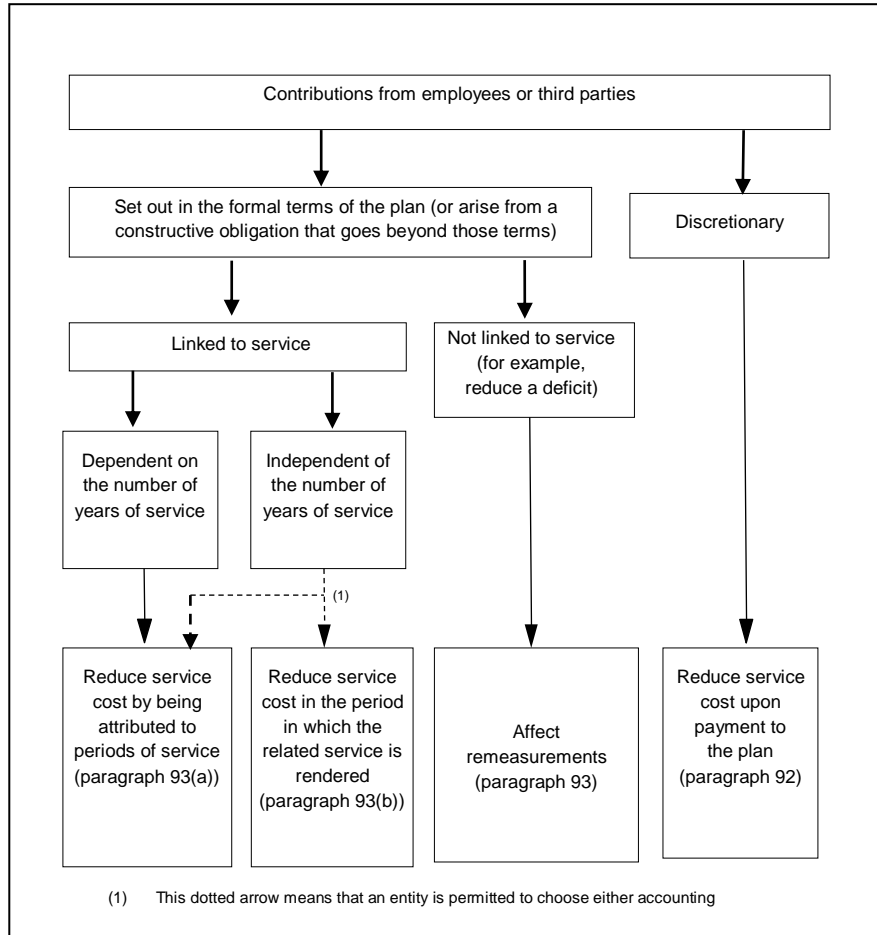 Contributions from employees or third parties
Set out in the formal terms of the plan (or arise from a
constructive obligation that goes beyond those terms)
Discretionary
Linked to service
Not linked to service
(for example,
reduce a deficit)
Dependent on
the number of
years of service
Independent of
the number of
years of service
(1)
Reduce service
cost by being
attributed to
periods of service
(paragraph 93(a))
Reduce service
cost in the period
in which the
related service is
rendered
(paragraph 93(b))
Affect
remeasurements
(paragraph 93)
Reduce service
cost upon
payment to
the plan
(paragraph 92)
(1) This dotted arrow means that an entity is permitted to choose either accounting